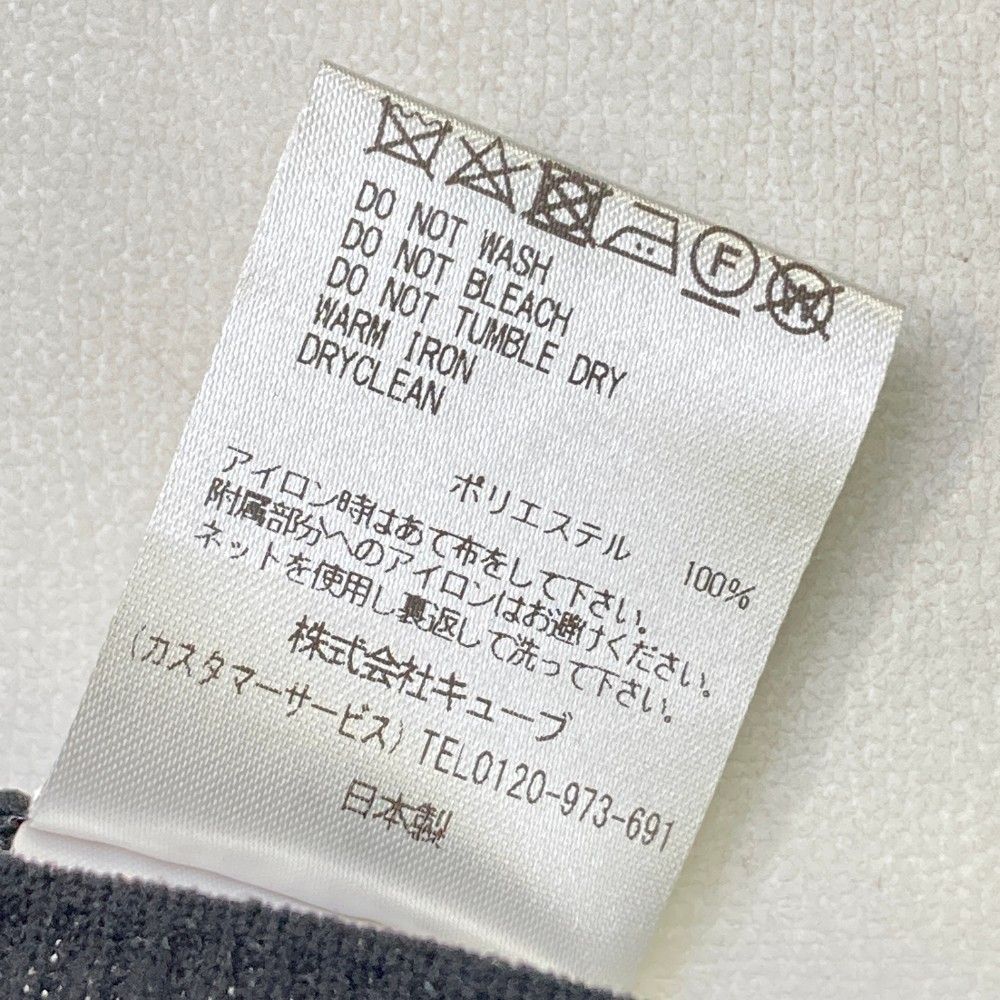 DO NOT WASH
DO NOT BLEACH
DO NOT TUMBLE DRY
WARM IRON
DRYCLEAN
ポリエステル 100%
アイロン時はあて布をして下さい。
附属部分へのアイロンはお避けください。
ネットを使用し裏返して洗って下さい。
株式会社キューブ
(カスタマーサービス) TEL0120-973-691
日本製
F
W